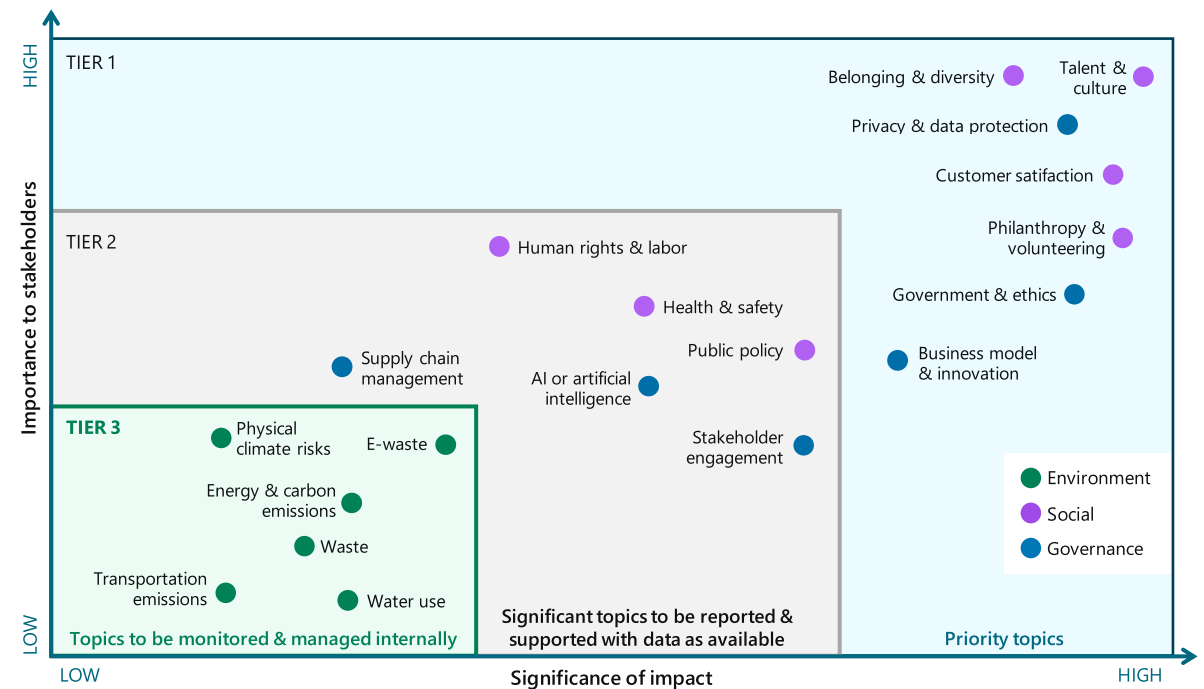 HIGH
TIER 1
Belonging & diversity
Talent &
culture
Privacy & data protection
Customer satifaction
Philanthropy &
volunteering
Government & ethics
Business model
& innovation
TIER 2
Human rights & labor
Health & safety
Public policy
Supply chain
management
AI or artificial
intelligence
Stakeholder
engagement
TIER 3
Physical
climate risks
E-waste
Energy & carbon
emissions
Waste
Transportation
emissions
Water use
Environment
Social
Governance
Topics to be monitored & managed internally
Significant topics to be reported &
supported with data as available
Priority topics
Importance to stakeholders
LOW
LOW
Significance of impact
HIGH